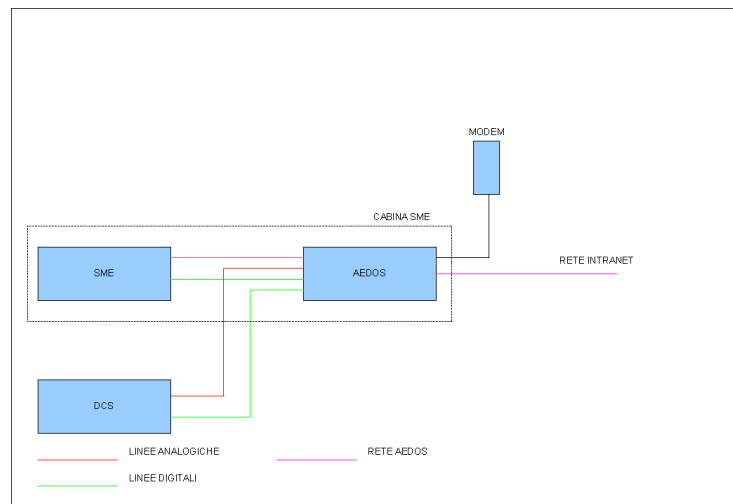 MODEM
CABINA SME
SME
AEDOS
RETE INTRANET
DCS
LINEE ANALOGICHE
RETE AEDOS
LINEE DIGITALI